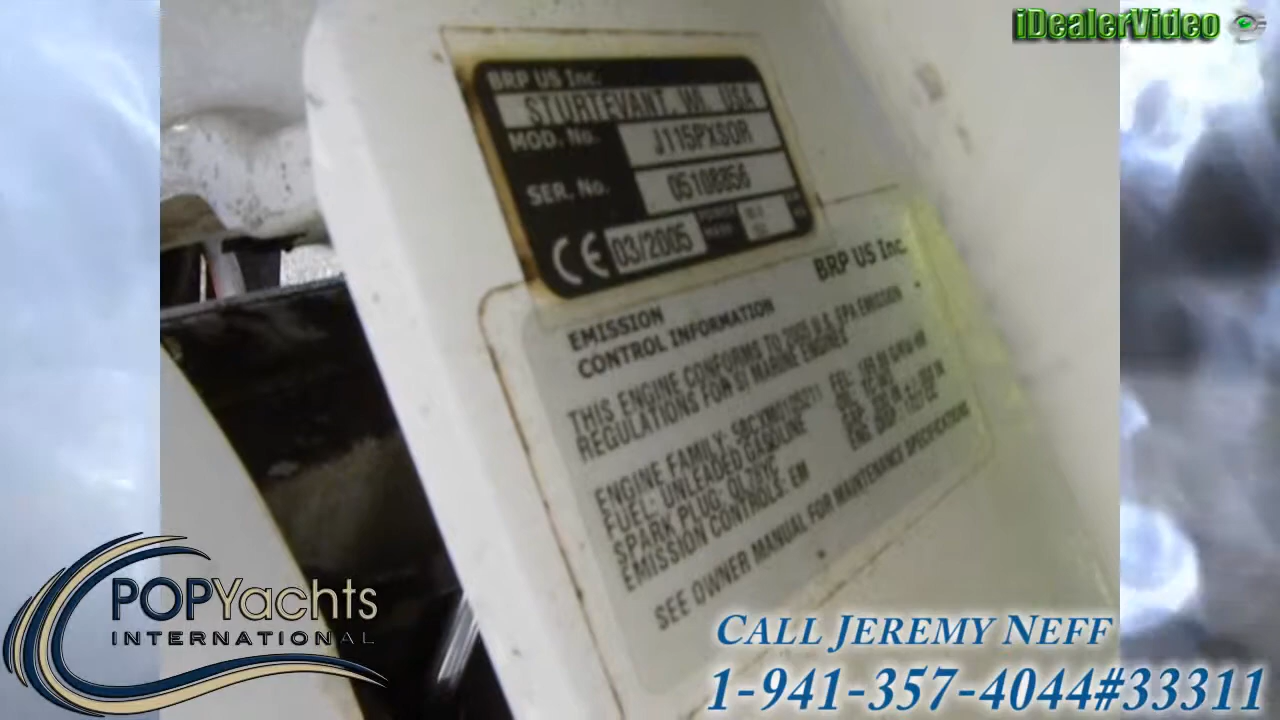 iDealerVideo
BRP US Inc.
STURTEVANT, WI. USA
MOD. No. J115PXSOR
SER. No. 05108856
CE 03/2005
BRP US Inc.
EMISSION
CONTROL INFORMATION
THIS ENGINE CONFORMS TO 2005 U.S. EPA EMISSION
REGULATIONS FOR SI MARINE ENGINES
ENGINE FAMILY:
FUEL: UNLEADED GASOLINE
SPARK PLUG:
EMISSION CONTROLS: EM
SEE OWNER MANUAL FOR MAINTENANCE SPECIFICATIONS
POPYachts
INTERNATIONAL
CALL JEREMY NEFF
1-941-357-4044#33311